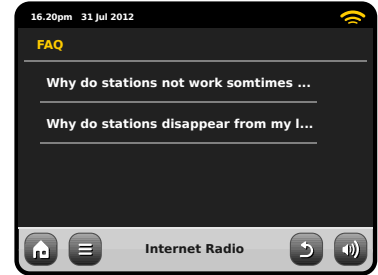 16.20pm 31 Jul 2012
FAQ
Why do stations not work somtimes ...
Why do stations disappear from my l...
Internet Radio